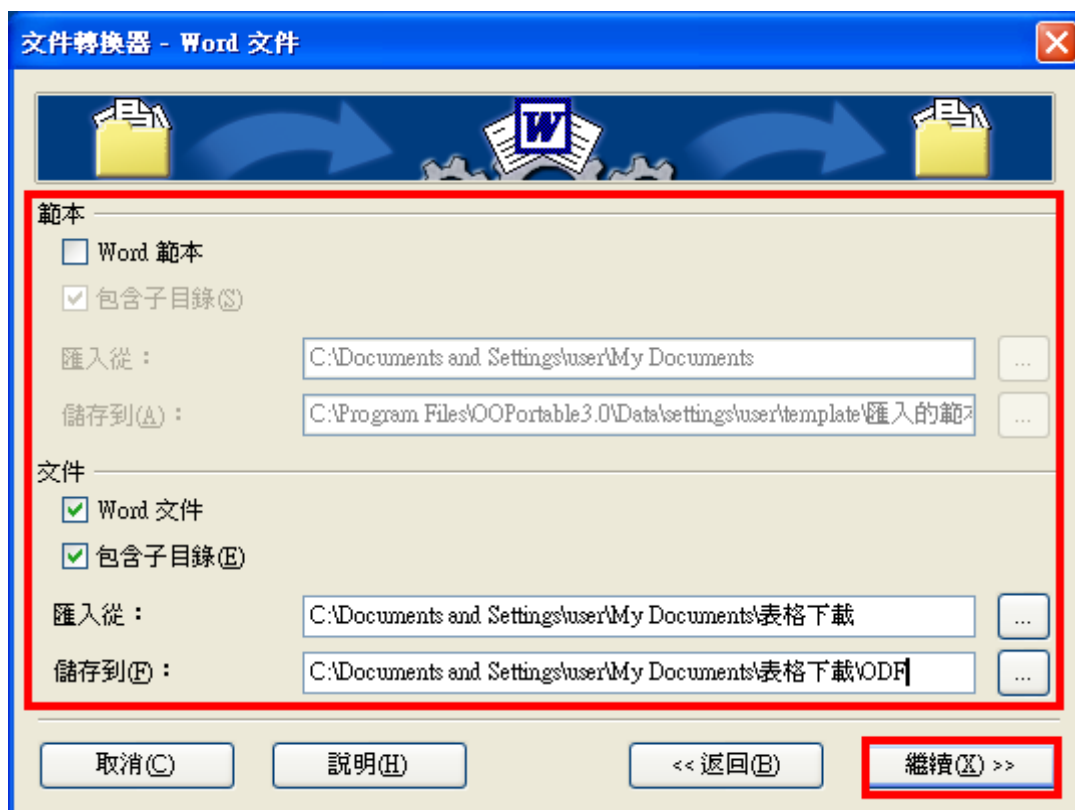 文件轉換器 - Word 文件
W
範本
Word 範本
包含子目錄(S)
匯入從：
C:\Documents and Settings\user\My Documents
...
儲存到(A)：
C:\Program Files\OOPortable3.0\Data\settings\user\template\匯入的範本
...
文件
Word 文件
包含子目錄(E)
匯入從：
C:\Documents and Settings\user\My Documents\表格下載
...
儲存到(F)：
C:\Documents and Settings\user\My Documents\表格下載\ODF
...
取消(C)
說明(H)
<< 返回(B)
繼續(X) >>